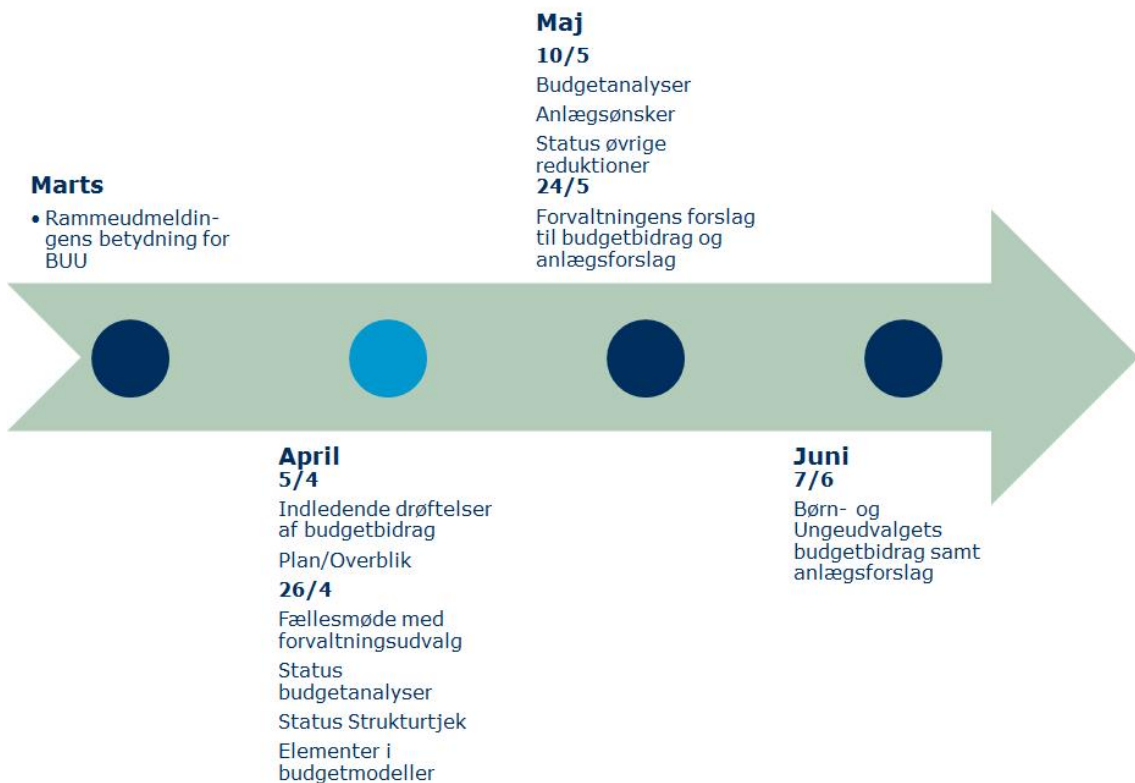 Marts
• Rammeudmeldin-
gens betydning for
BUU
April
5/4
Indledende drøftelser
af budgetbidrag
Plan/Overblik
26/4
Fællesmøde med
forvaltningsudvalg
Status
budgetanalyser
Status Strukturtjek
Elementer i
budgetmodeller
Maj
10/5
Budgetanalyser
Anlægsønsker
Status øvrige
reduktioner
24/5
Forvaltningens forslag
til budgetbidrag og
anlægsforslag
Juni
7/6
Børn- og
Ungeudvalgets
budgetbidrag samt
anlægsforslag